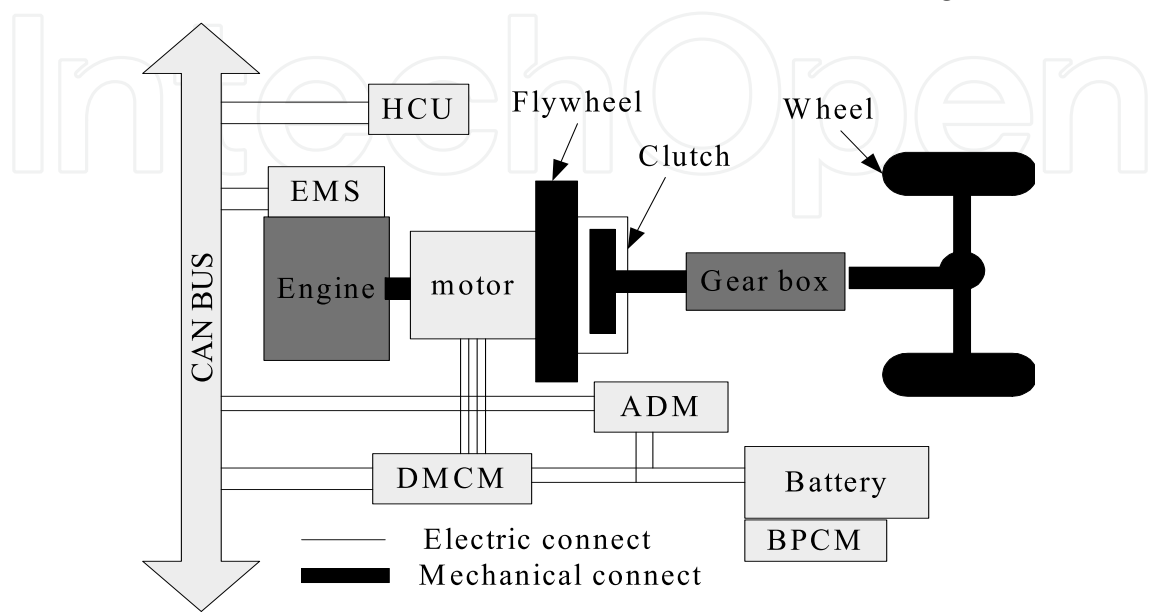 IntechOpen
HCU
Flywheel
Wheel
Clutch
EMS
Engine
motor
Gear box
CAN BUS
ADM
DMCM
Battery
BPCM
Electric connect
Mechanical connect